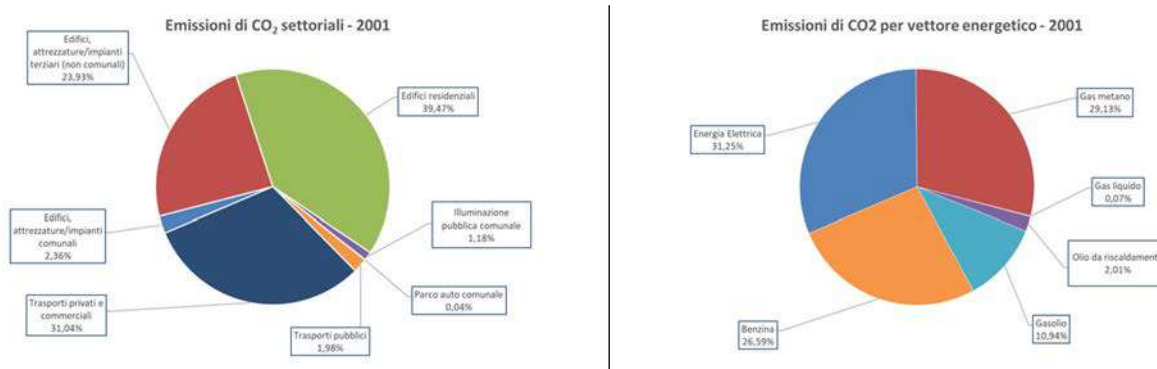 Emissioni di CO₂ settoriali - 2001
Edifici,
attrezzature/impianti
terziari (non comunali)
23,93%
Edifici residenziali
39,47%
Illuminazione
pubblica comunale
1,18%
Edifici,
attrezzature/impianti
comunali
2,36%
Parco auto comunale
0,04%
Trasporti privati e
commerciali
31,04%
Trasporti pubblici
1,98%
Emissioni di CO2 per vettore energetico - 2001
Gas metano
29,13%
Energia Elettrica
31,25%
Gas liquido
0,07%
Olio da riscaldament
2,01%
Gasolio
10,94%
Benzina
26,59%